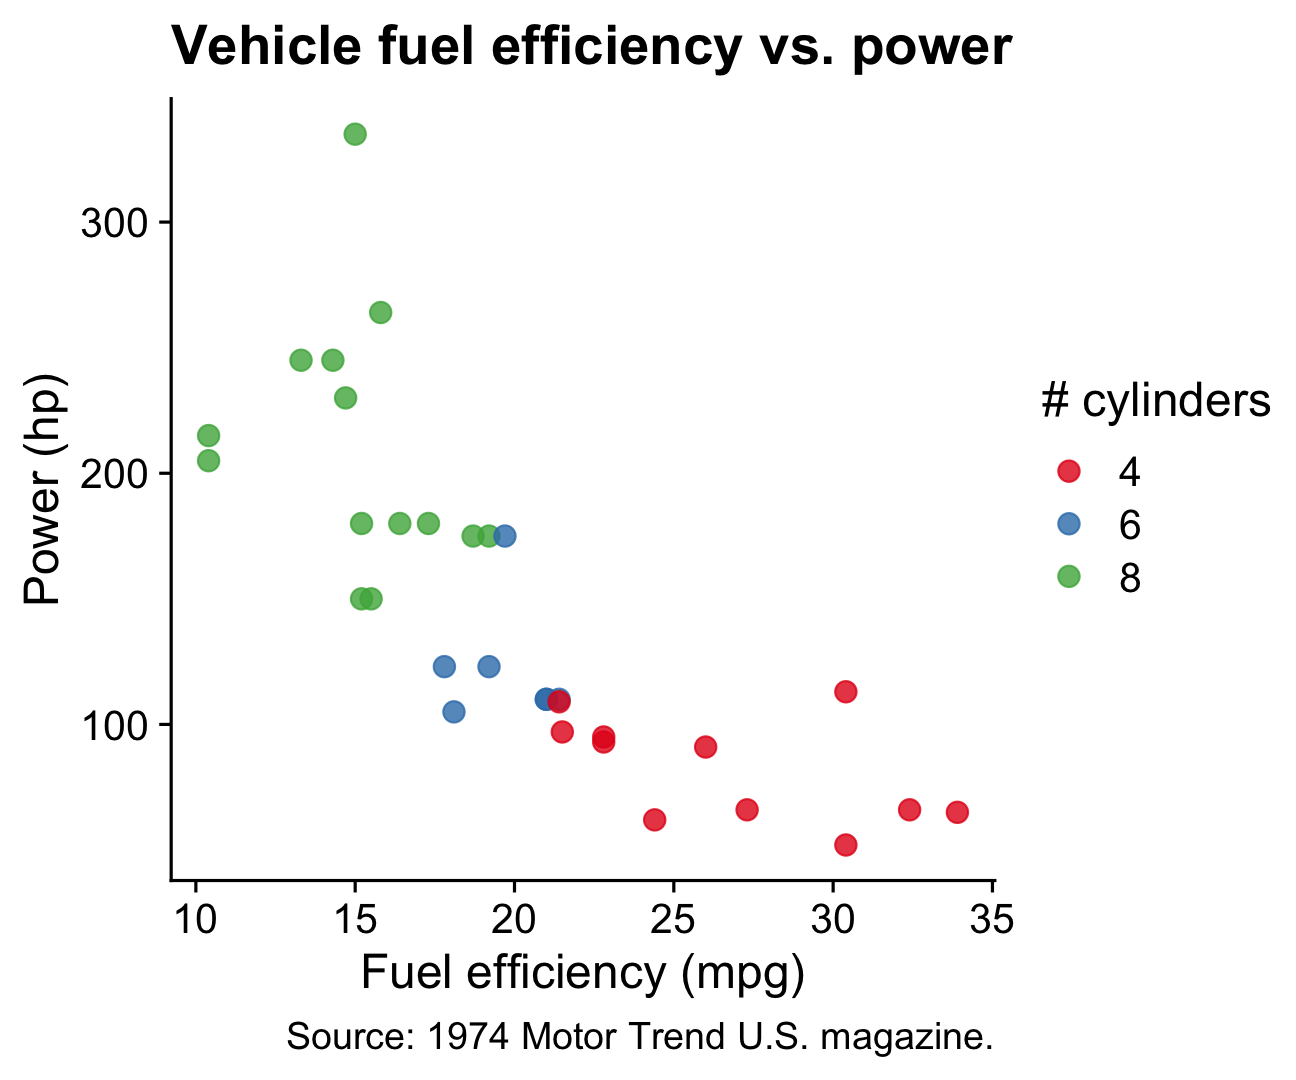 Vehicle fuel efficiency vs. power
Power (hp)
300
200
100
10 15 20 25 30 35
Fuel efficiency (mpg)
# cylinders
4
6
8
Source: 1974 Motor Trend U.S. magazine.